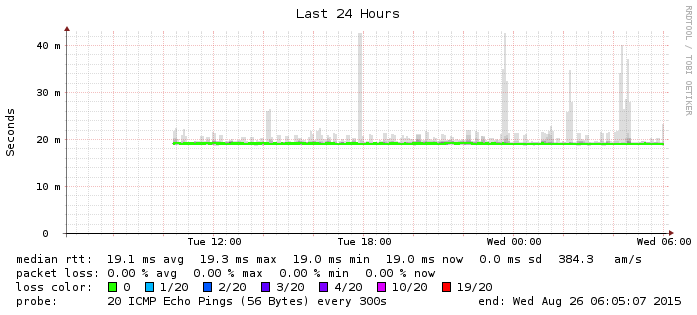 Last 24 Hours
RRDTOOL / TOBI OETIKER
Seconds
40 m
30 m
20 m
10 m
0
Tue 12:00 Tue 18:00 Wed 00:00 Wed 06:00
median rtt: 19.1 ms avg 19.3 ms max 19.0 ms min 19.0 ms now 0.0 ms sd 384.3 am/s
packet loss: 0.00 % avg 0.00 % max 0.00 % min 0.00 % now
loss color: 0 1/20 2/20 3/20 4/20 10/20 19/20
probe: 20 ICMP Echo Pings (56 Bytes) every 300s end: Wed Aug 26 06:05:07 2015